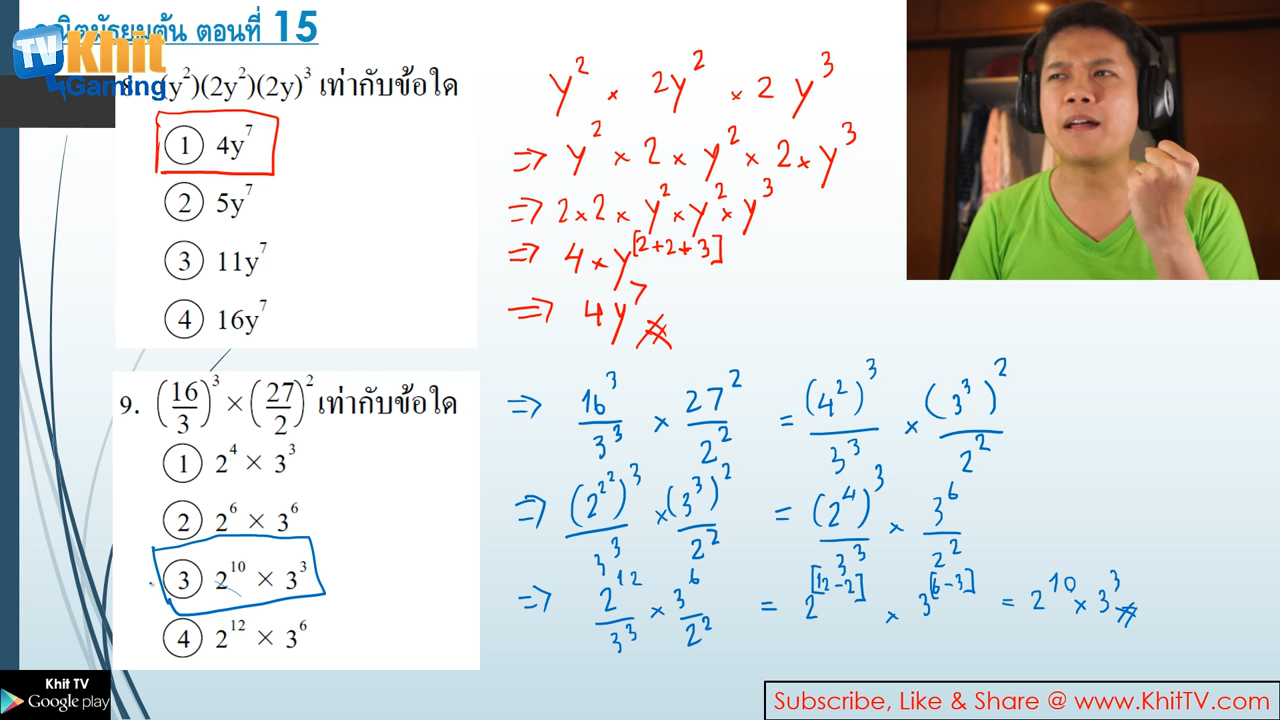 คณิตมัธยมต้น ตอนที่ 15
TV Khit Gaming
(y²)(2y²)(2y)³ เท่ากับข้อใด
① 4y⁷
② 5y⁷
③ 11y⁷
④ 16y⁷
y² × 2y² × 2y³
⇒ y² × 2 × y² × 2 × y³
⇒ 2 × 2 × y² × y² × y³
⇒ 4 × y^[2+2+3]
⇒ 4y⁷
9. (16/3)³ × (27/2)² เท่ากับข้อใด
① 2⁴ × 3³
② 2⁶ × 3⁶
③ 2¹⁰ × 3³
④ 2¹² × 3⁶
⇒ 16³/3³ × 27²/2² = (4²)³/3³ × (3³)²/2²
⇒ (2²^²)³/3³ × (3³)²/2² = (2⁴)³/3³ × 3⁶/2²
⇒ 2¹²/3³ × 3⁶/2² = 2^[12-2] × 3^[6-3] = 2¹⁰ × 3³
Khit TV
Google play
Subscribe, Like & Share @ www.KhitTV.com